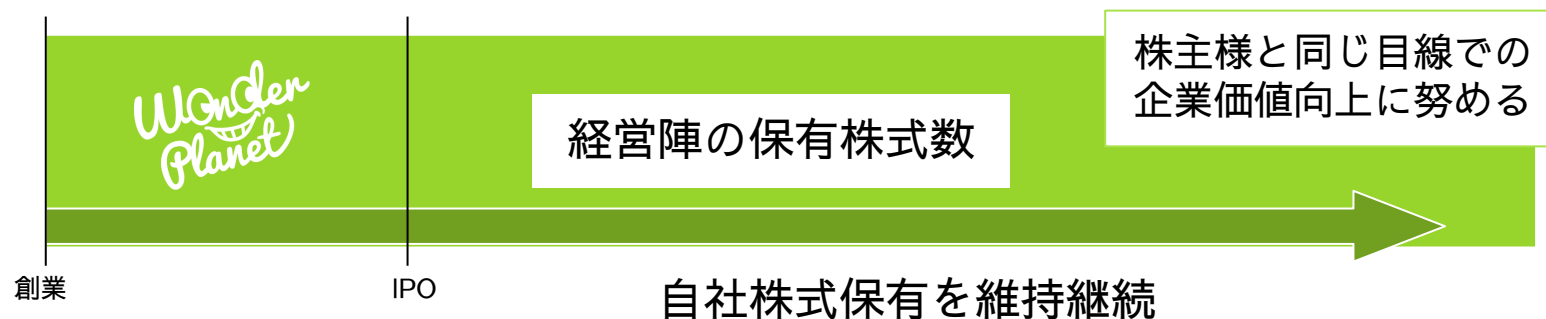 株主様と同じ目線での
企業価値向上に努める
Wonder
Planet
経営陣の保有株式数
創業
IPO
自社株式保有を維持継続